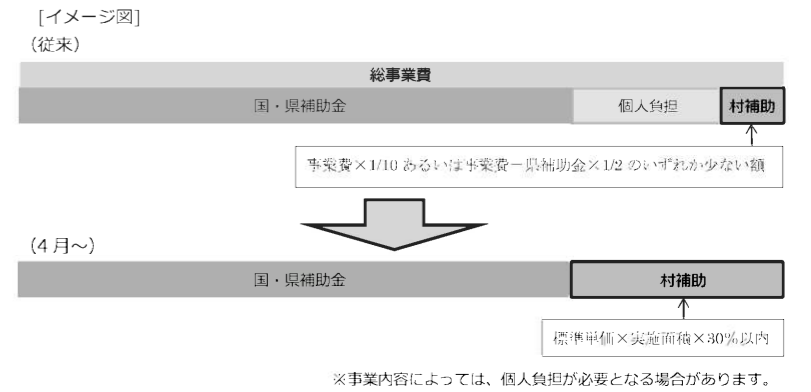 [イメージ図]
（従来）
総事業費
国・県補助金
個人負担
村補助
事業費×1/10 あるいは事業費－県補助金×1/2 のいずれか少ない額
（4 月～）
国・県補助金
村補助
標準単価×実施面積×30%以内
※事業内容によっては、個人負担が必要となる場合があります。